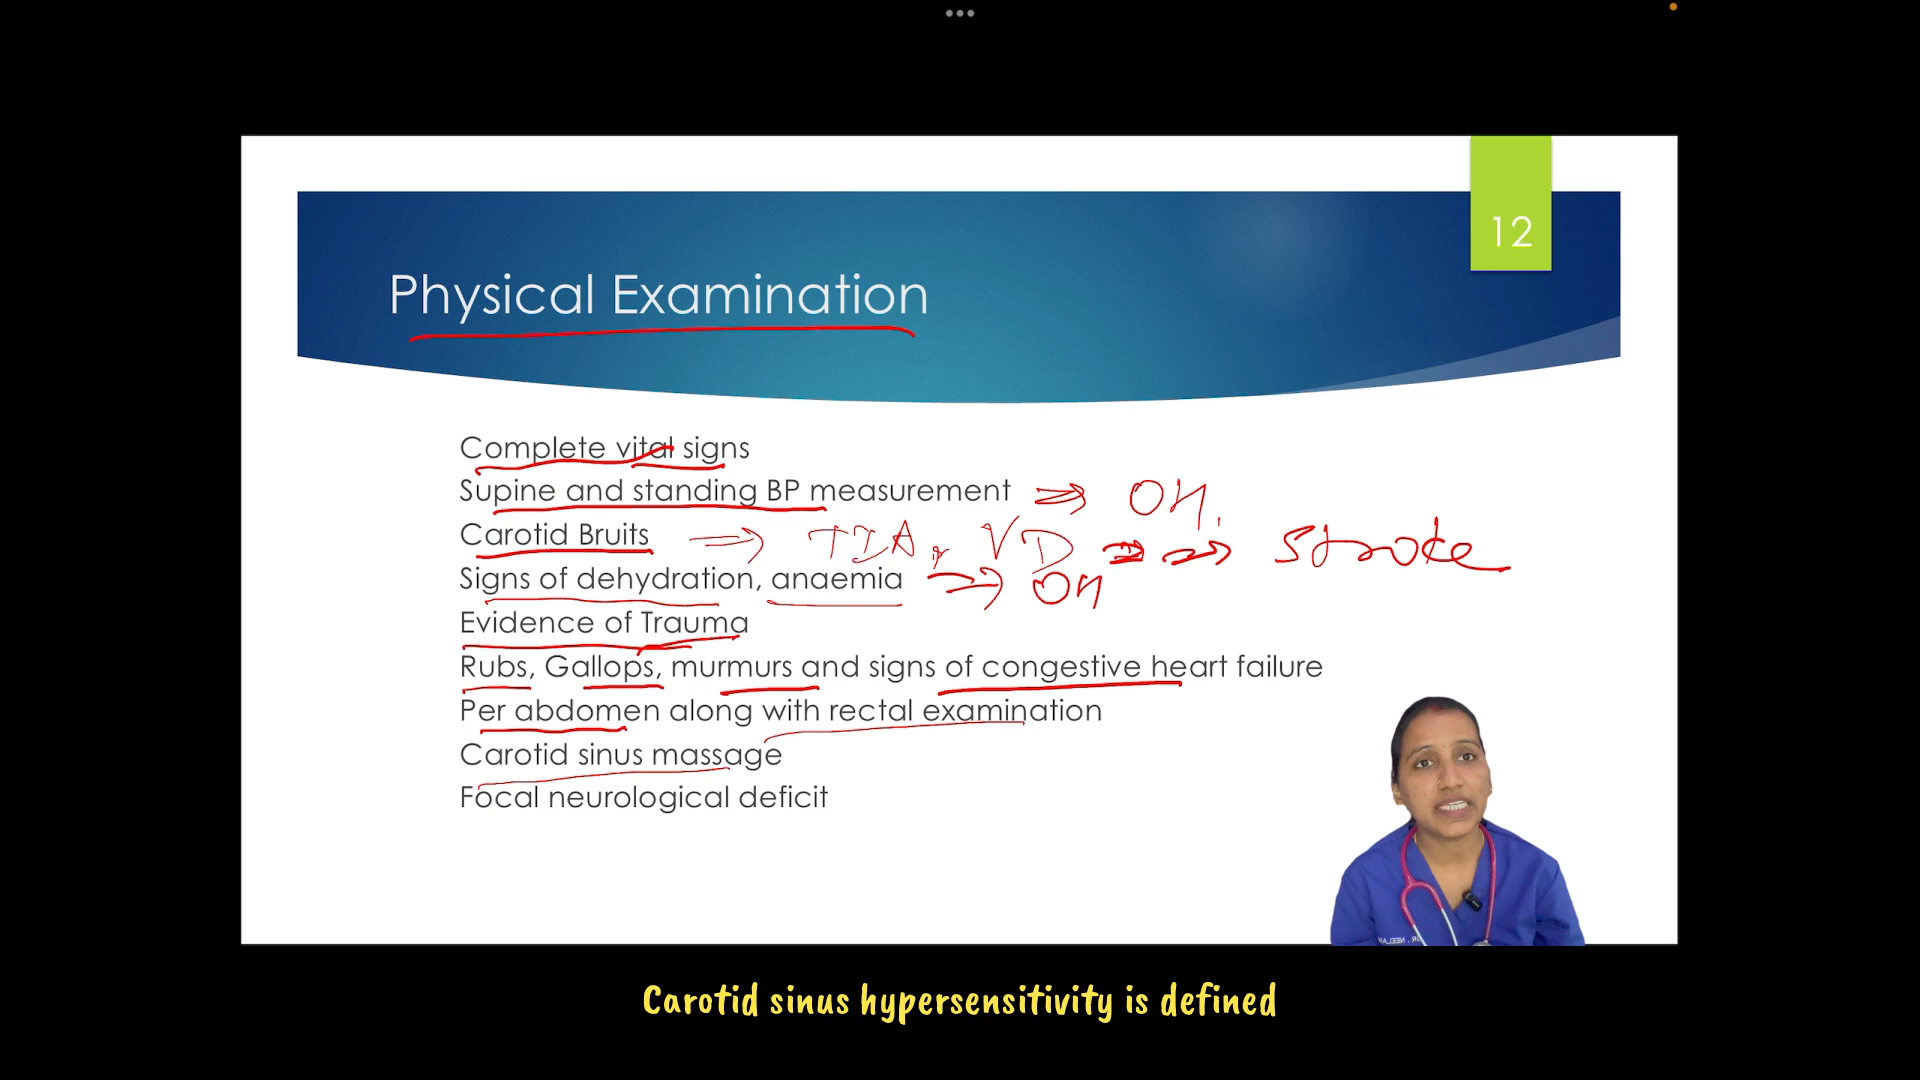 12
Physical Examination
Complete vital signs
Supine and standing BP measurement ⇒ OH
Carotid Bruits ⇒ TIA, VD ⇒ ⇒ Stroke
Signs of dehydration, anaemia ⇒ OH
Evidence of Trauma
Rubs, Gallops, murmurs and signs of congestive heart failure
Per abdomen along with rectal examination
Carotid sinus massage
Focal neurological deficit
Carotid sinus hypersensitivity is defined